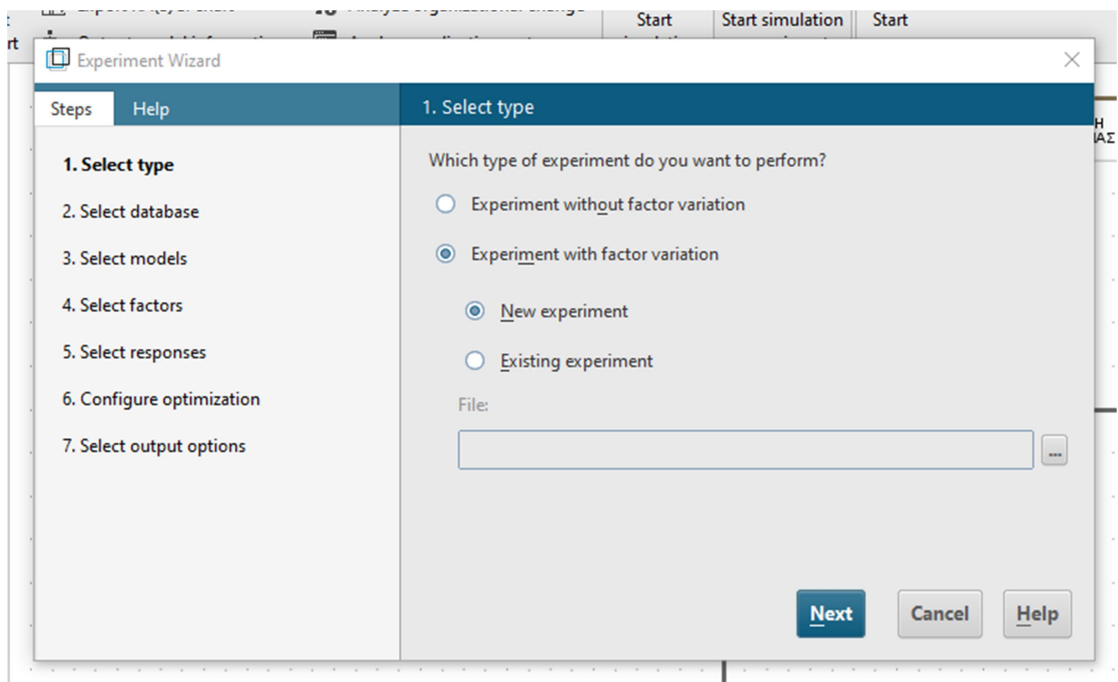 Start
Start simulation
Start
rt
Experiment Wizard
Steps
Help
1. Select type
1. Select type
2. Select database
3. Select models
4. Select factors
5. Select responses
6. Configure optimization
7. Select output options
Which type of experiment do you want to perform?
Experiment without factor variation
Experiment with factor variation
New experiment
Existing experiment
File:
...
Next
Cancel
Help
Η
ΑΣ